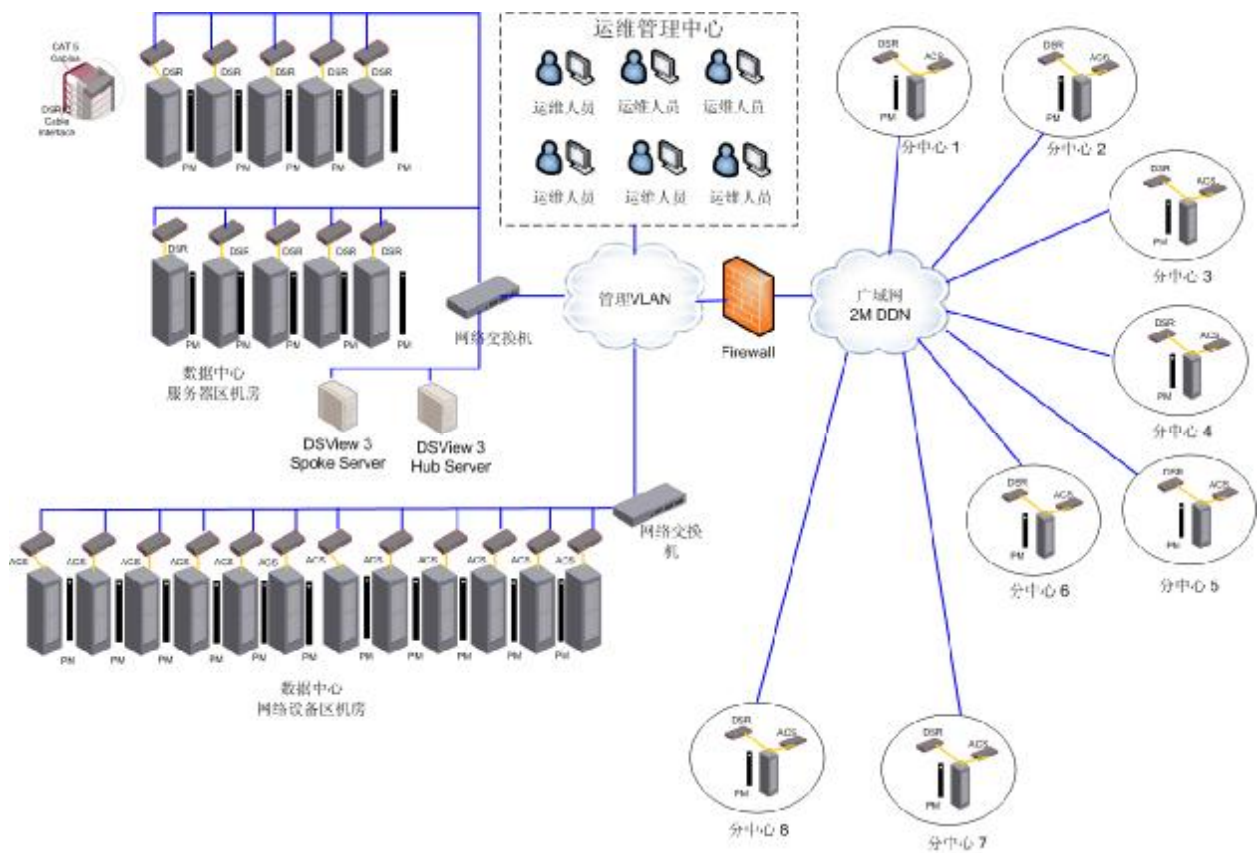 CAT 5
Cables
DSRIQ
Cable
Interface
DSR
DSR
DSR
DSR
DSR
PM
PM
PM
PM
PM
DSR
DSR
DSR
DSR
DSR
PM
PM
PM
PM
PM
数据中心
服务器区机房
DSView 3
Spoke Server
DSView 3
Hub Server
网络交换机
运维管理中心
运维人员
运维人员
运维人员
运维人员
运维人员
运维人员
管理VLAN
Firewall
广域网
2M DDN
网络交换
机
ACS
ACS
ACS
ACS
ACS
ACS
ACS
ACS
ACS
ACS
ACS
PM
PM
PM
PM
PM
PM
PM
PM
PM
PM
PM
数据中心
网络设备区机房
DSR
ACS
PM
分中心 1
DSR
ACS
PM
分中心 2
DSR
ACS
PM
分中心 3
DSR
ACS
PM
分中心 4
DSR
ACS
PM
分中心 5
DSR
ACS
PM
分中心 6
DSR
ACS
PM
分中心 7
DSR
ACS
PM
分中心 8